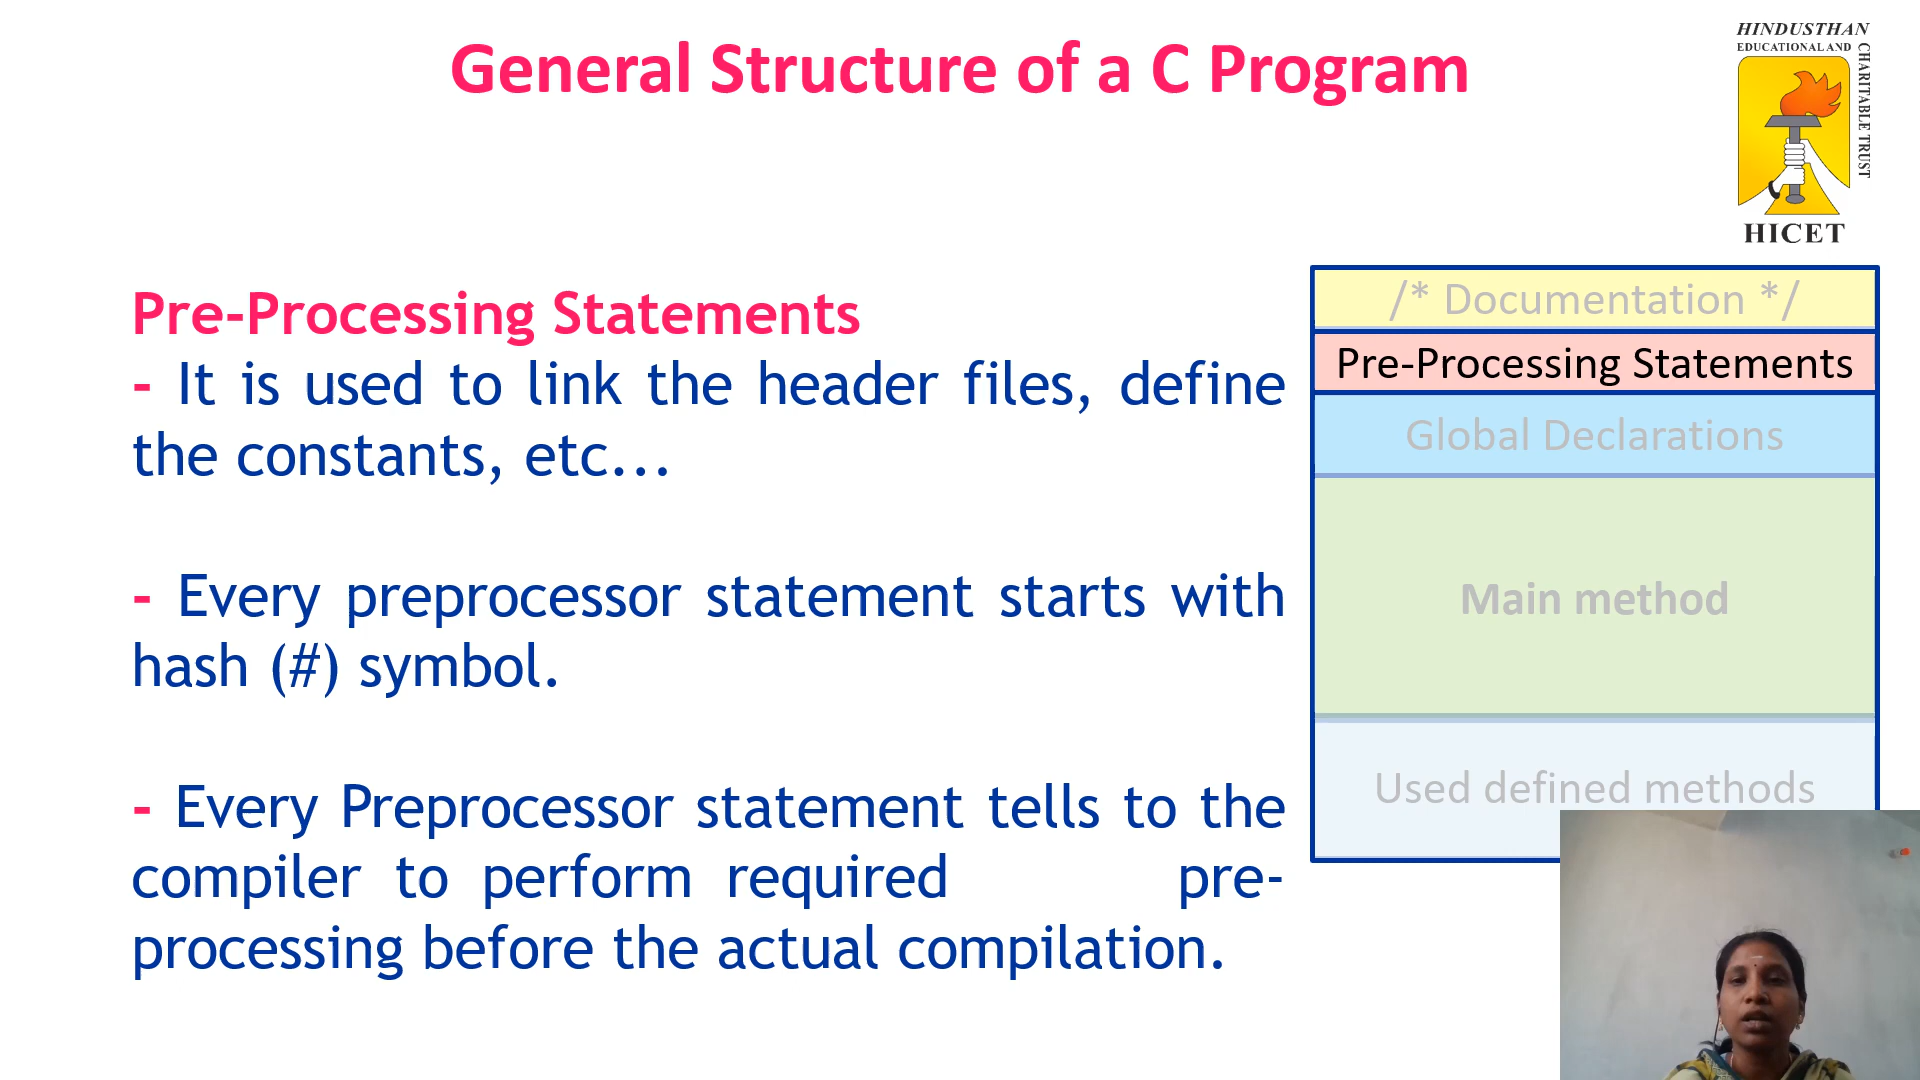 General Structure of a C Program
HINDUSTHAN
EDUCATIONAL AND
CHARITABLE TRUST
HICET
Pre-Processing Statements
- It is used to link the header files, define
the constants, etc...
- Every preprocessor statement starts with
hash (#) symbol.
- Every Preprocessor statement tells to the
compiler to perform required pre-
processing before the actual compilation.
/* Documentation */
Pre-Processing Statements
Global Declarations
Main method
Used defined methods